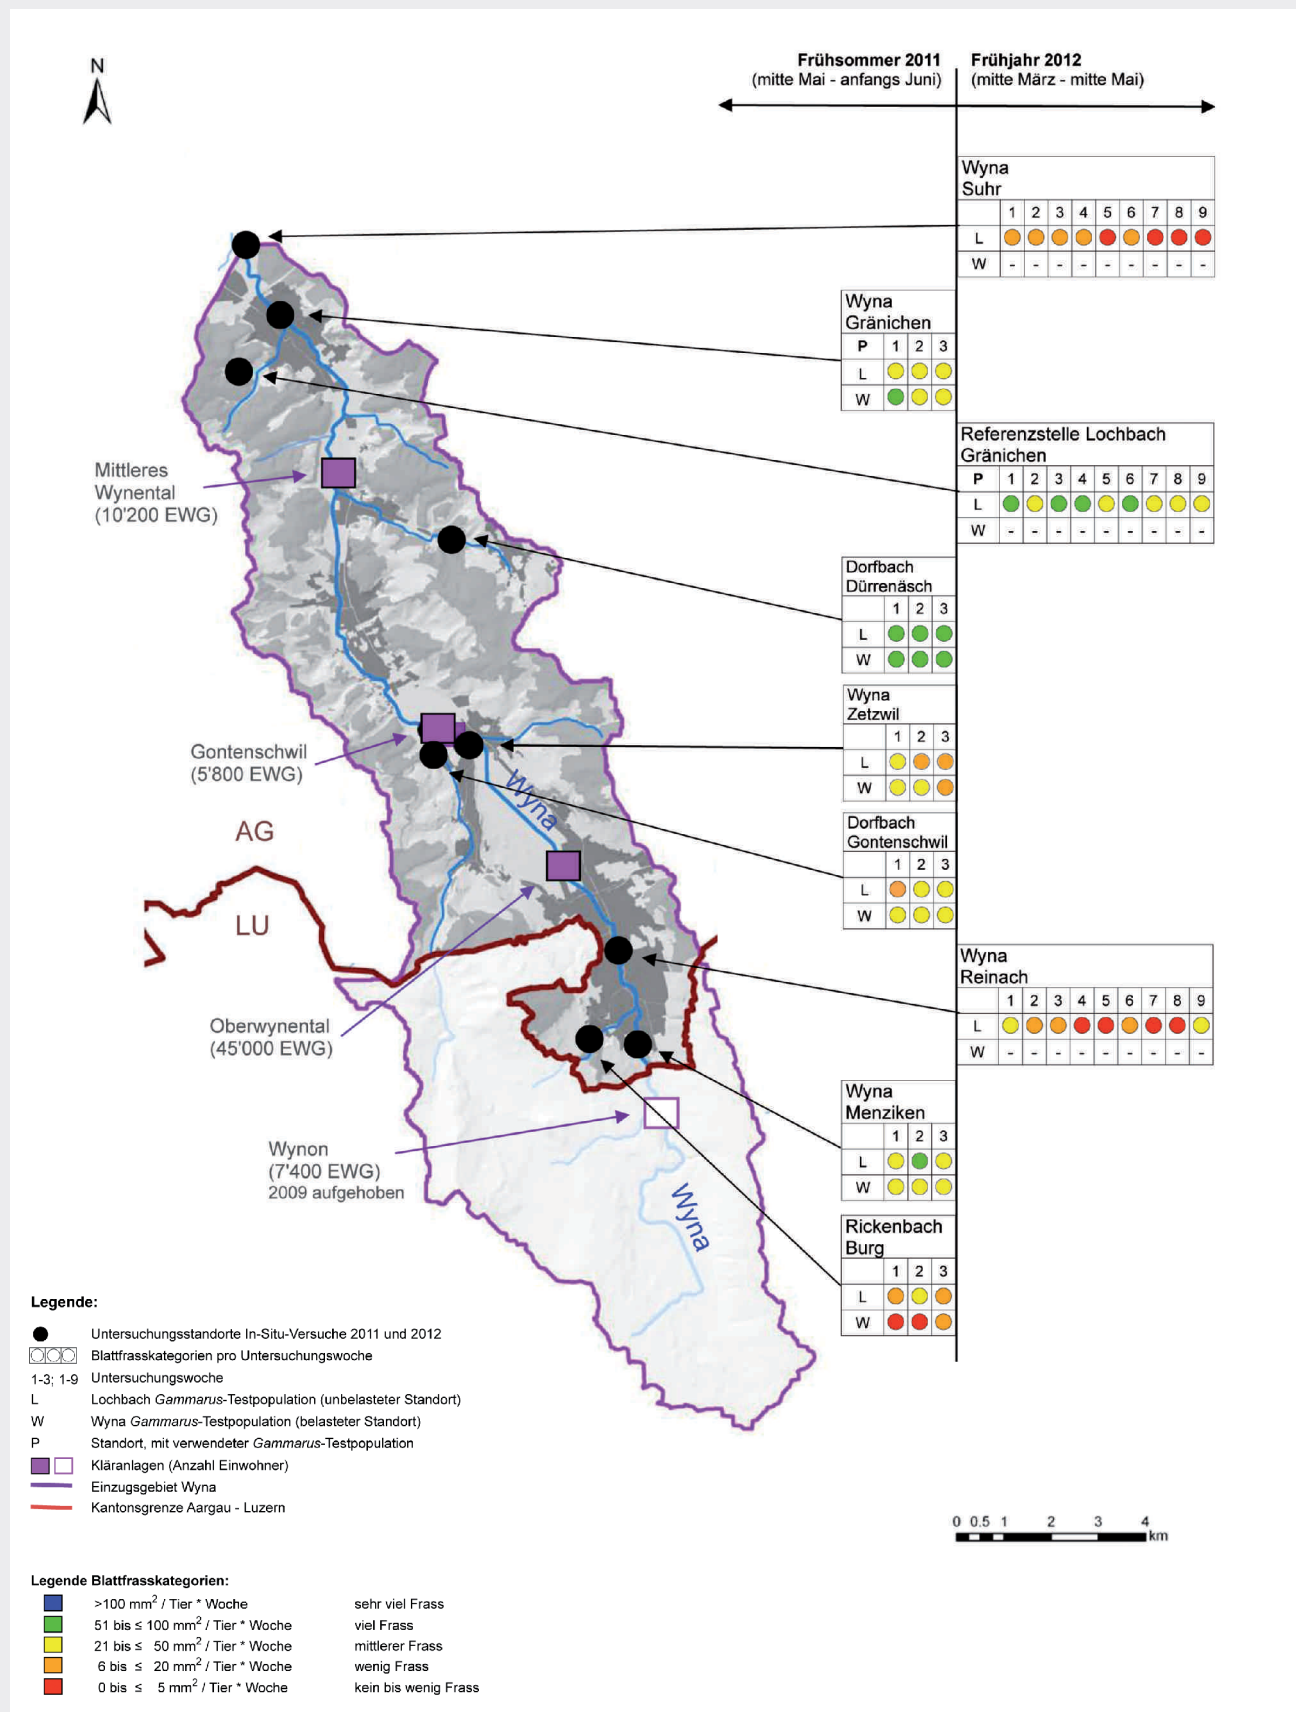 N
Frühsommer 2011
(mitte Mai - anfangs Juni)
Frühjahr 2012
(mitte März - mitte Mai)
Wyna
Suhr
1 2 3 4 5 6 7 8 9
L
W - - - - - - - - -
Wyna
Gränichen
P 1 2 3
L
W
Referenzstelle Lochbach
Gränichen
P 1 2 3 4 5 6 7 8 9
L
W - - - - - - - - -
Mittleres
Wynental
(10'200 EWG)
Dorfbach
Dürrenäsch
1 2 3
L
W
Wyna
Zetzwil
1 2 3
L
W
Gontenschwil
(5'800 EWG)
Wyna
Dorfbach
Gontenschwil
1 2 3
L
W
AG
LU
Wyna
Reinach
1 2 3 4 5 6 7 8 9
L
W - - - - - - - - -
Oberwynental
(45'000 EWG)
Wyna
Menziken
1 2 3
L
W
Wynon
(7'400 EWG)
2009 aufgehoben
Wyna
Rickenbach
Burg
1 2 3
L
W
Legende:
Untersuchungsstandorte In-Situ-Versuche 2011 und 2012
Blattfrasskategorien pro Untersuchungswoche
1-3; 1-9 Untersuchungswoche
L Lochbach Gammarus-Testpopulation (unbelasteter Standort)
W Wyna Gammarus-Testpopulation (belasteter Standort)
P Standort, mit verwendeter Gammarus-Testpopulation
Kläranlagen (Anzahl Einwohner)
Einzugsgebiet Wyna
Kantonsgrenze Aargau - Luzern
0 0.5 1 2 3 4
km
Legende Blattfrasskategorien:
>100 mm² / Tier * Woche sehr viel Frass
51 bis ≤ 100 mm² / Tier * Woche viel Frass
21 bis ≤ 50 mm² / Tier * Woche mittlerer Frass
6 bis ≤ 20 mm² / Tier * Woche wenig Frass
0 bis ≤ 5 mm² / Tier * Woche kein bis wenig Frass